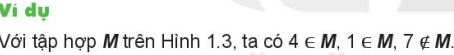 Ví dụ
Với tập hợp M trên Hình 1.3, ta có 4 ∈ M, 1 ∈ M, 7 ∉ M.